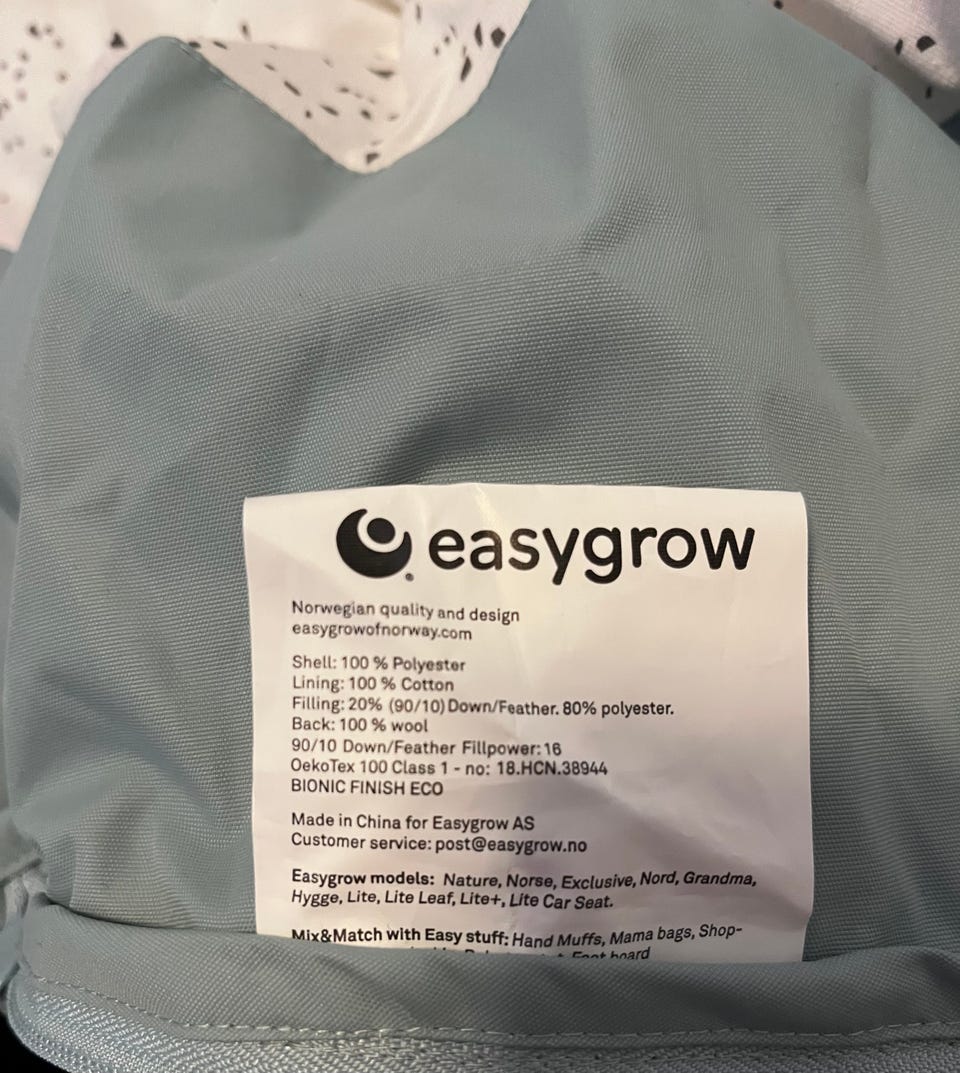 easygrow
Norwegian quality and design
easygrowofnorway.com
Shell: 100 % Polyester
Lining: 100 % Cotton
Filling: 20% (90/10) Down/Feather. 80% polyester.
Back: 100 % wool
90/10 Down/Feather Fillpower: 16
OekoTex 100 Class 1 - no: 18.HCN.38944
BIONIC FINISH ECO
Made in China for Easygrow AS
Customer service: post@easygrow.no
Easygrow models: Nature, Norse, Exclusive, Nord, Grandma,
Hygge, Lite, Lite Leaf, Lite+, Lite Car Seat.
Mix&Match with Easy stuff: Hand Muffs, Mama bags, Shop-
Foot board